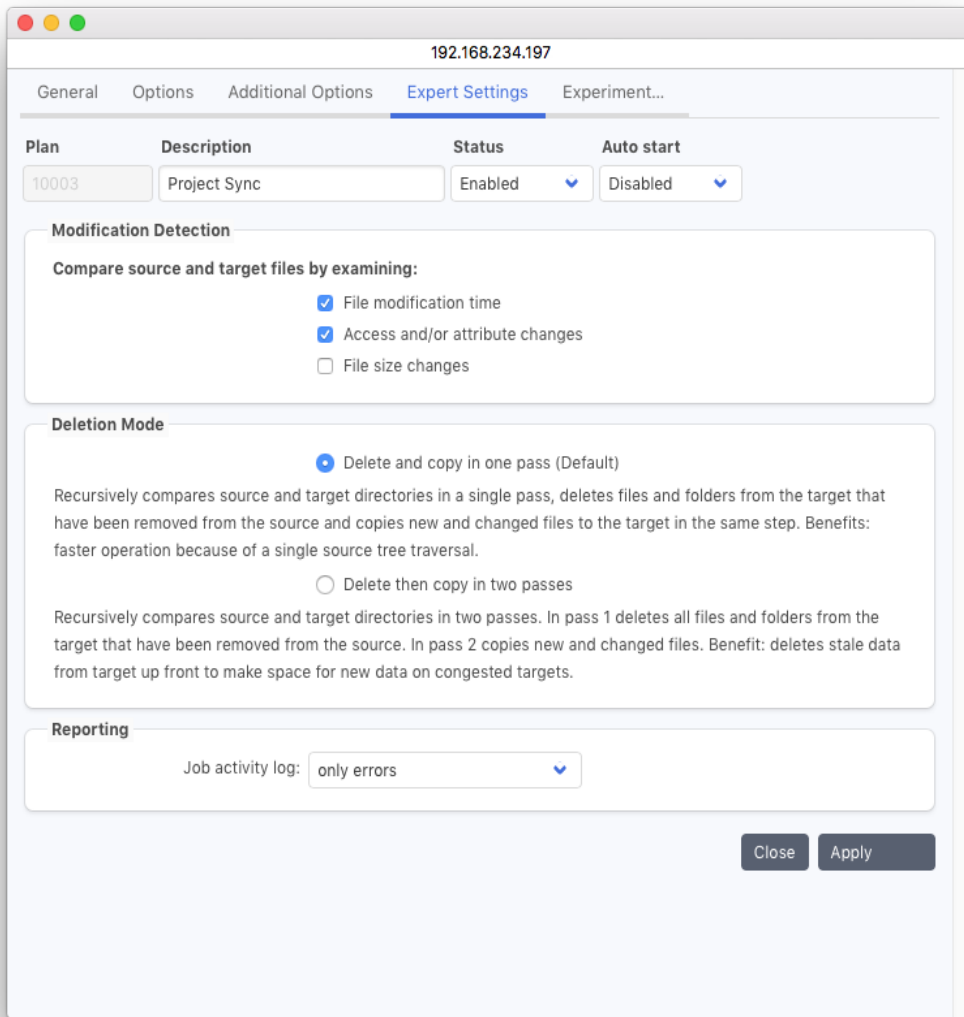 192.168.234.197
General Options Additional Options Expert Settings Experiment...
Plan Description Status Auto start
10003 Project Sync Enabled Disabled
Modification Detection
Compare source and target files by examining:
File modification time
Access and/or attribute changes
File size changes
Deletion Mode
Delete and copy in one pass (Default)
Recursively compares source and target directories in a single pass, deletes files and folders from the target that
have been removed from the source and copies new and changed files to the target in the same step. Benefits:
faster operation because of a single source tree traversal.
Delete then copy in two passes
Recursively compares source and target directories in two passes. In pass 1 deletes all files and folders from the
target that have been removed from the source. In pass 2 copies new and changed files. Benefit: deletes stale data
from target up front to make space for new data on congested targets.
Reporting
Job activity log: only errors
Close Apply